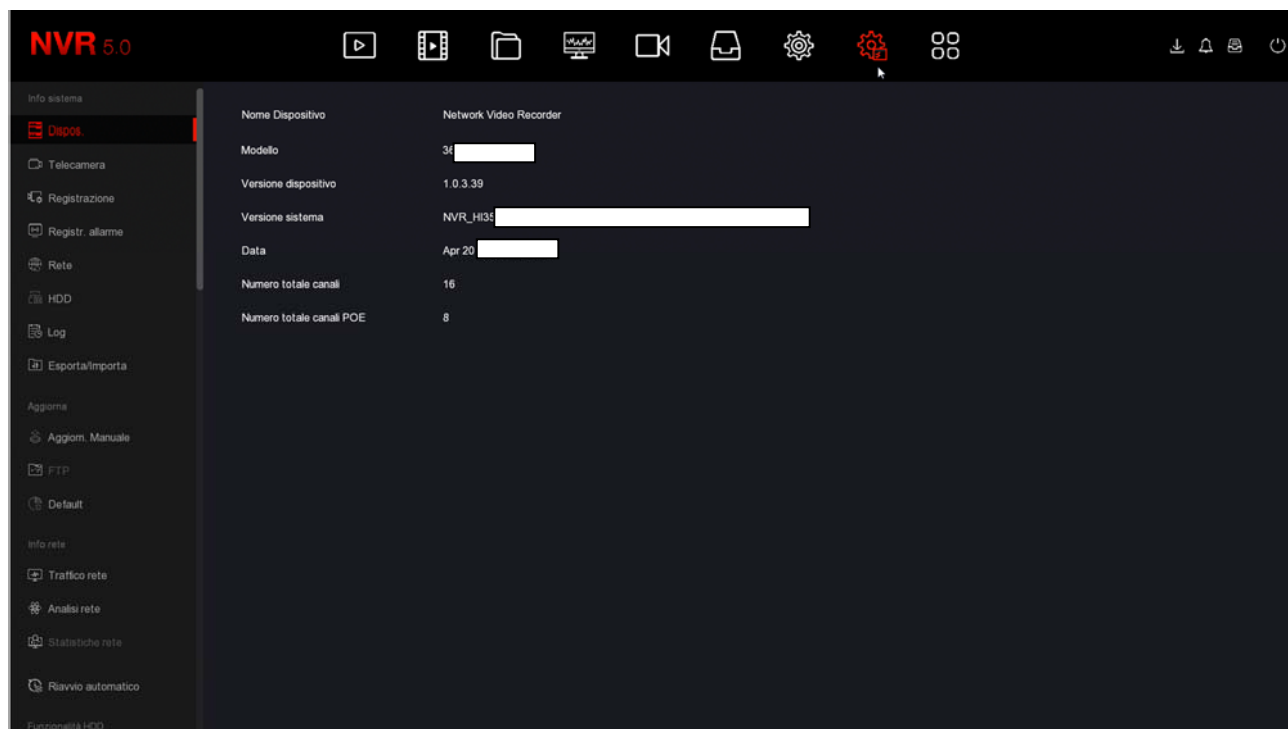 NVR 5.0
Info sistema
Dispos.
Telecamera
Registrazione
Registr. allarme
Rete
HDD
Log
Esporta/Importa
Aggiorna
Aggiorn. Manuale
FTP
Default
Info rete
Traffico rete
Analisi rete
Statistiche rete
Riavvio automatico
Funzionalità HDD
Nome Dispositivo Network Video Recorder
Modello 36
Versione dispositivo 1.0.3.39
Versione sistema NVR_HI35
Data Apr 20
Numero totale canali 16
Numero totale canali POE 8